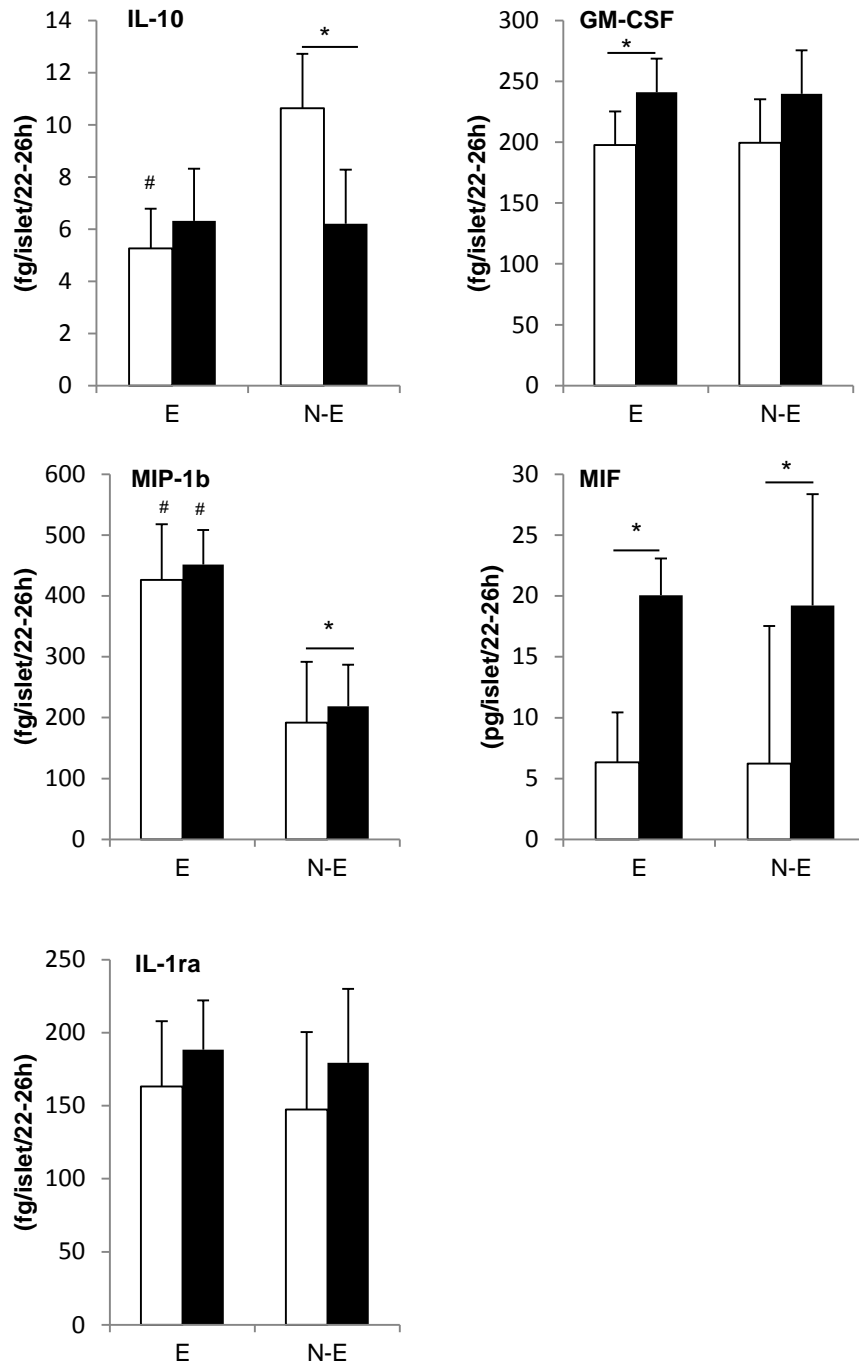 IL-10
(fg/islet/22-26h)
14
12
10
8
6
4
2
0
#
*
E
N-E
GM-CSF
(fg/islet/22-26h)
300
250
200
150
100
50
0
*
E
N-E
MIP-1b
(fg/islet/22-26h)
600
500
400
300
200
100
0
#
#
*
E
N-E
MIF
(pg/islet/22-26h)
30
25
20
15
10
5
0
*
*
E
N-E
IL-1ra
(fg/islet/22-26h)
250
200
150
100
50
0
E
N-E